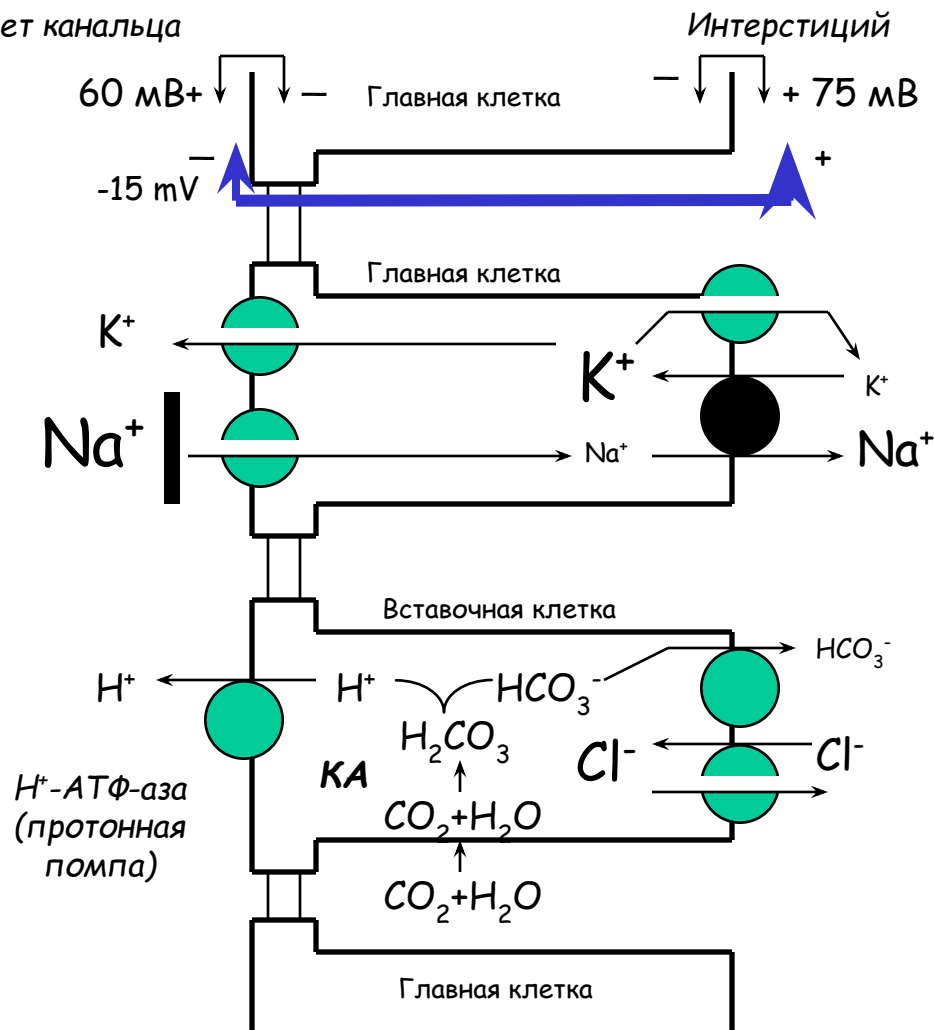 ет канальца
Интерстиций
60 мВ+ – Главная клетка – + 75 мВ
– +
-15 mV
Главная клетка
K⁺ K⁺ K⁺
Na⁺ Na⁺ Na⁺
Вставочная клетка
HCO₃⁻
H⁺ H⁺ HCO₃⁻
H₂CO₃
КА Cl⁻ Cl⁻
H⁺-АТФ-аза
(протонная
помпа)
CO₂+H₂O
CO₂+H₂O
Главная клетка